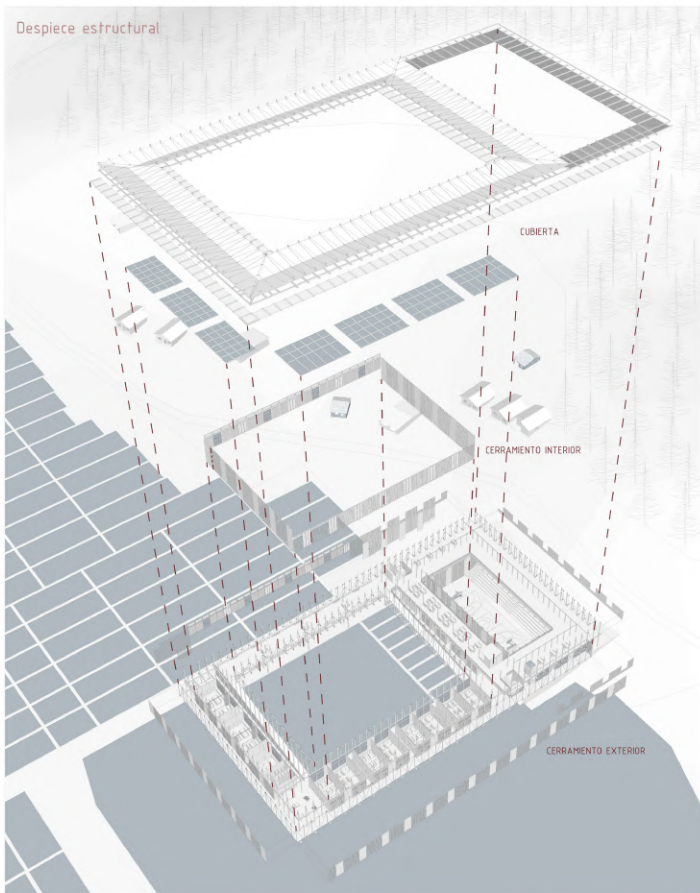 Despiece estructural
CUBIERTA
CERRAMIENTO INTERIOR
CERRAMIENTO EXTERIOR